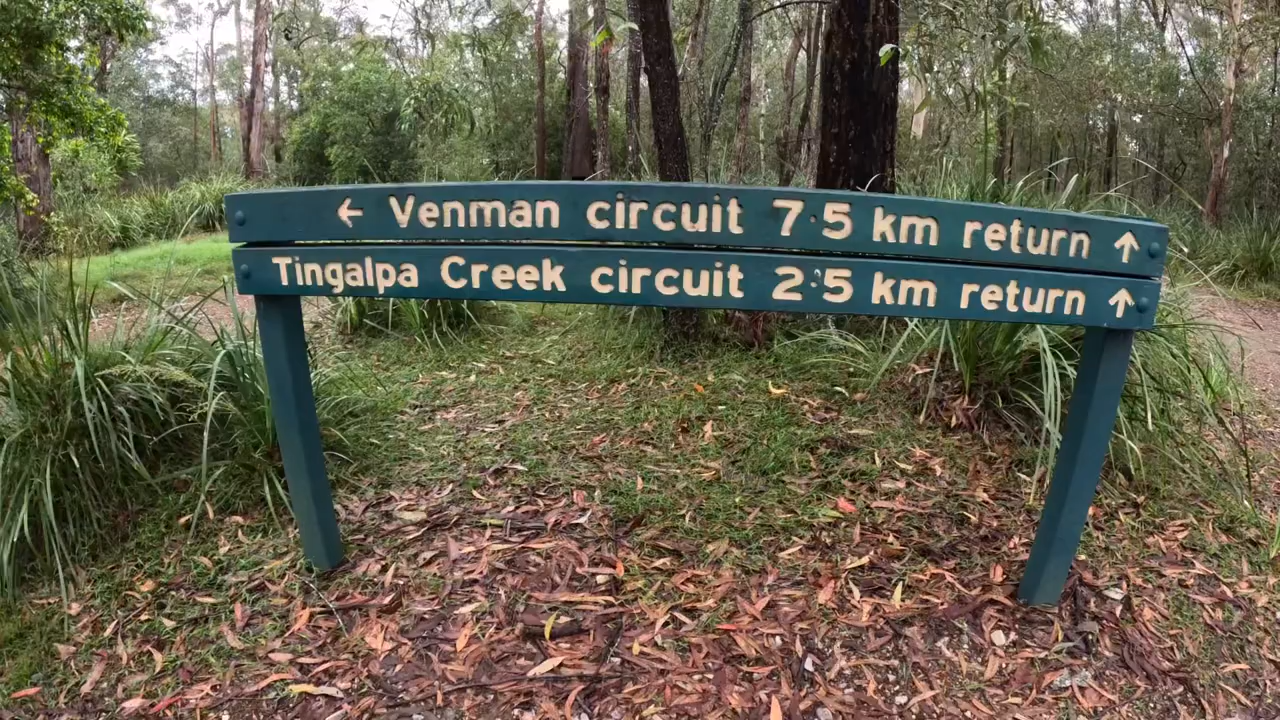 ← Venman circuit 7·5 km return ↑
Tingalpa Creek circuit 2·5 km return ↑